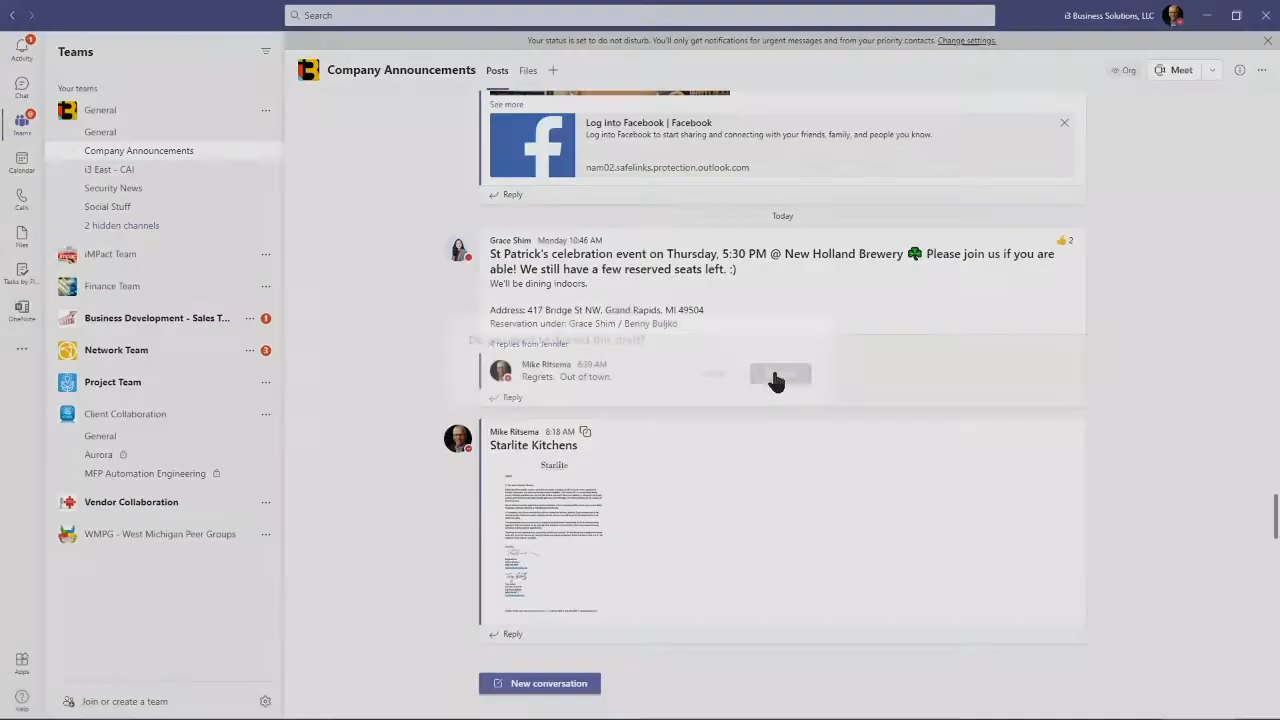 Search
i3 Business Solutions, LLC
Your status is set to do not disturb. You'll only get notifications for urgent messages and from your priority contacts. Change settings.
Activity
Chat
Teams
Calendar
Calls
Files
Tasks by Pl...
OneNote
Apps
Help
Teams
Your teams
General
General
Company Announcements
i3 East - CAI
Security News
Social Stuff
2 hidden channels
iMPact Team
Finance Team
Business Development - Sales T...
1
Network Team
3
Project Team
Client Collaboration
General
Aurora
MFP Automation Engineering
Vendor Collaboration
WMPG - West Michigan Peer Groups
Join or create a team
Company Announcements
Posts
Files
Org
Meet
See more
Log into Facebook | Facebook
Log into Facebook to start sharing and connecting with your friends, family, and people you know.
nam02.safelinks.protection.outlook.com
Reply
Today
Grace Shim Monday 10:46 AM
2
St Patrick's celebration event on Thursday, 5:30 PM @ New Holland Brewery ☘ Please join us if you are
able! We still have a few reserved seats left. :)
We'll be dining indoors.
Address: 417 Bridge St NW, Grand Rapids, MI 49504
Reservation under: Grace Shim / Benny Buljko
replies from Jennifer
Mike Ritsema 6:39 AM
Regrets. Out of town.
Reply
Mike Ritsema 8:18 AM
Starlite Kitchens
Starlite
Reply
New conversation